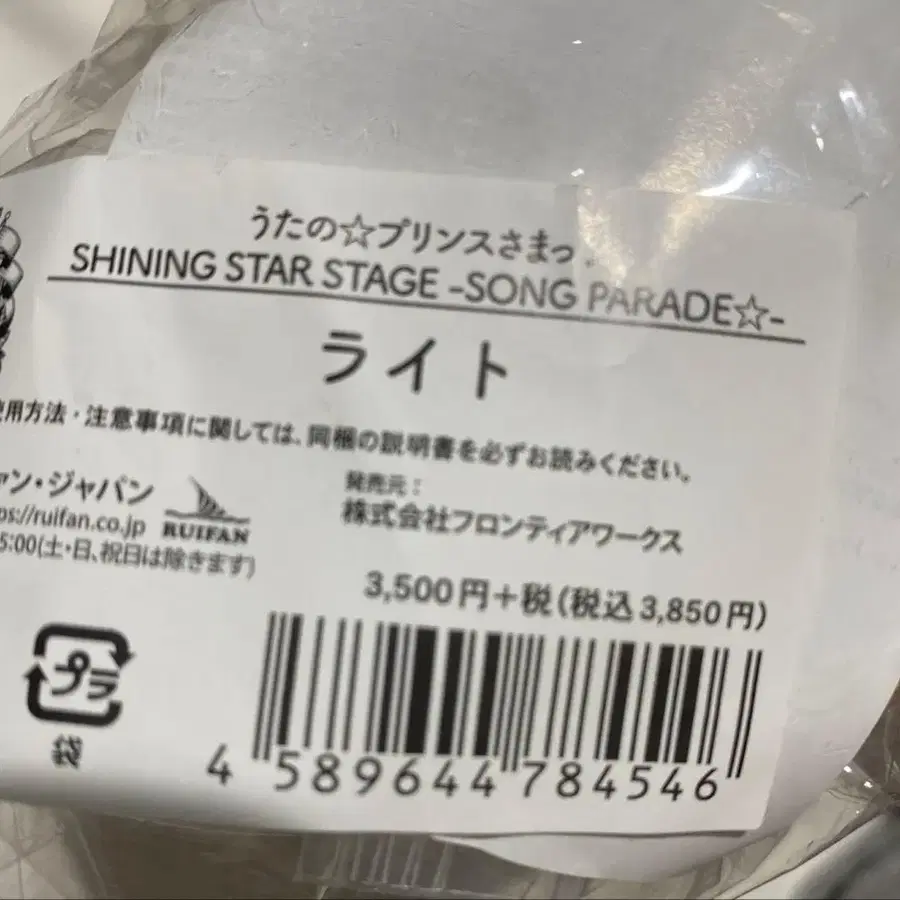 うたの☆プリンスさまっ♪
SHINING STAR STAGE -SONG PARADE☆-
ライト
使用方法・注意事項に関しては、同梱の説明書を必ずお読みください。
ァン・ジャパン
ps://ruifan.co.jp
5:00(土・日、祝日は除きます)
RUIFAN
発売元:
株式会社フロンティアワークス
3,500円+税(税込3,850円)
プラ
袋
4 589644 784546